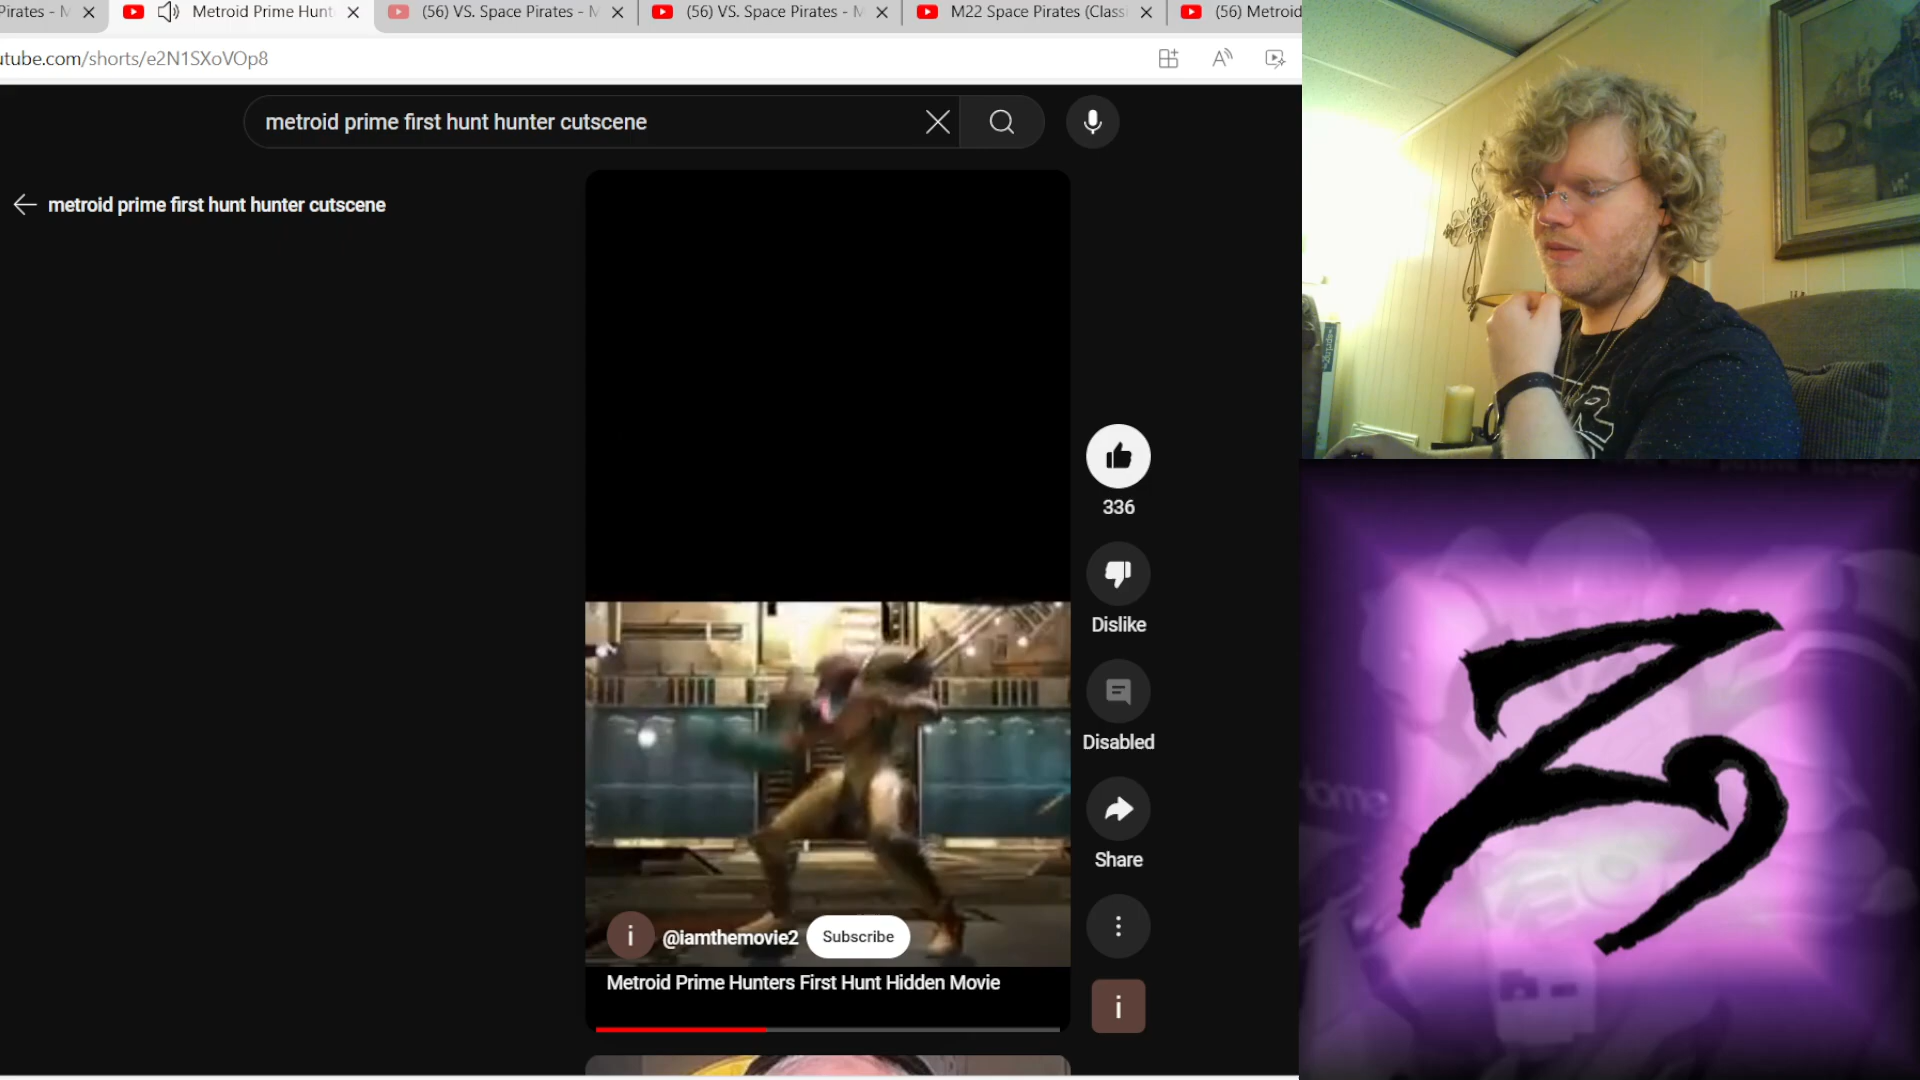 Pirates - M
Metroid Prime Hunt
(56) VS. Space Pirates - M
(56) VS. Space Pirates - M
M22 Space Pirates (Classi
(56) Metroid
utube.com/shorts/e2N1SXoVOp8
metroid prime first hunt hunter cutscene
metroid prime first hunt hunter cutscene
336
Dislike
Disabled
Share
i @iamthemovie2 Subscribe
Metroid Prime Hunters First Hunt Hidden Movie
i